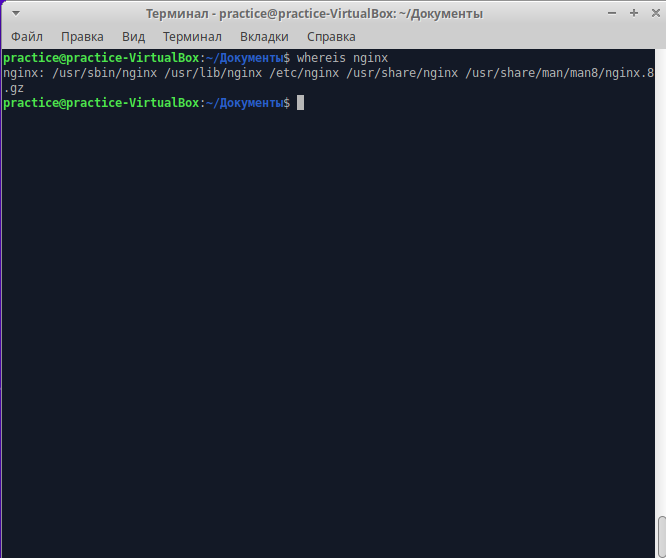 Терминал - practice@practice-VirtualBox: ~/Документы
Файл Правка Вид Терминал Вкладки Справка
practice@practice-VirtualBox:~/Документы$ whereis nginx
nginx: /usr/sbin/nginx /usr/lib/nginx /etc/nginx /usr/share/nginx /usr/share/man/man8/nginx.8
.gz
practice@practice-VirtualBox:~/Документы$